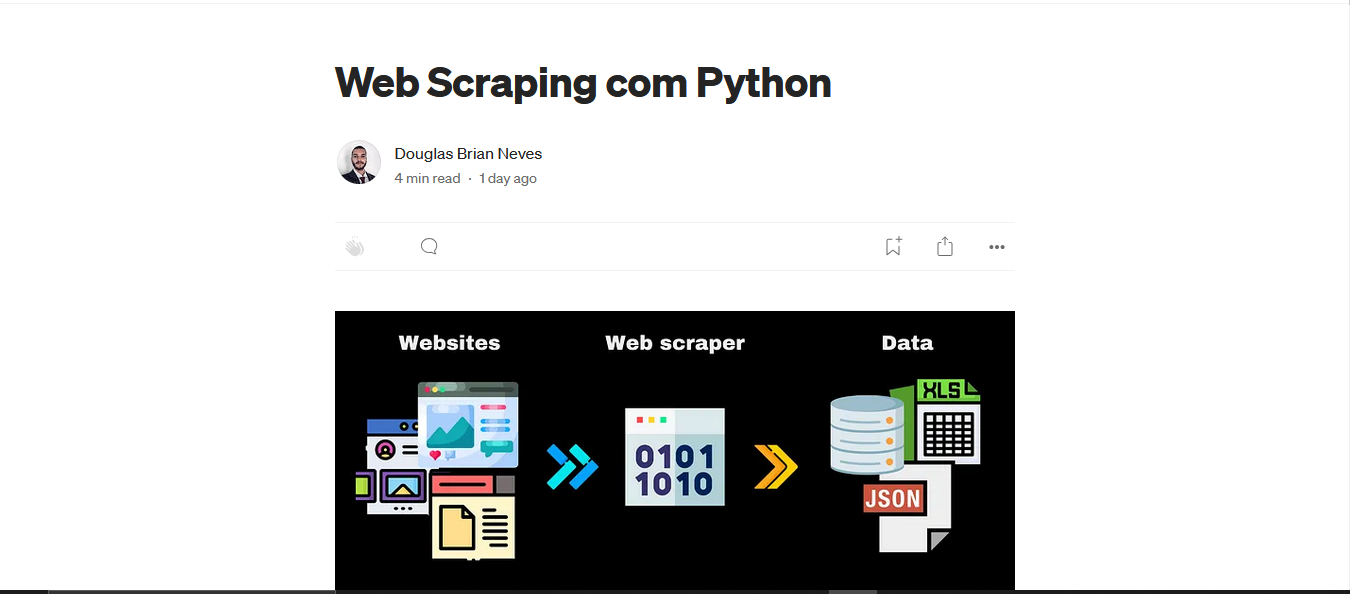 Web Scraping com Python
Douglas Brian Neves
4 min read · 1 day ago
Websites
Web scraper
Data
XLS
0101
1010
JSON